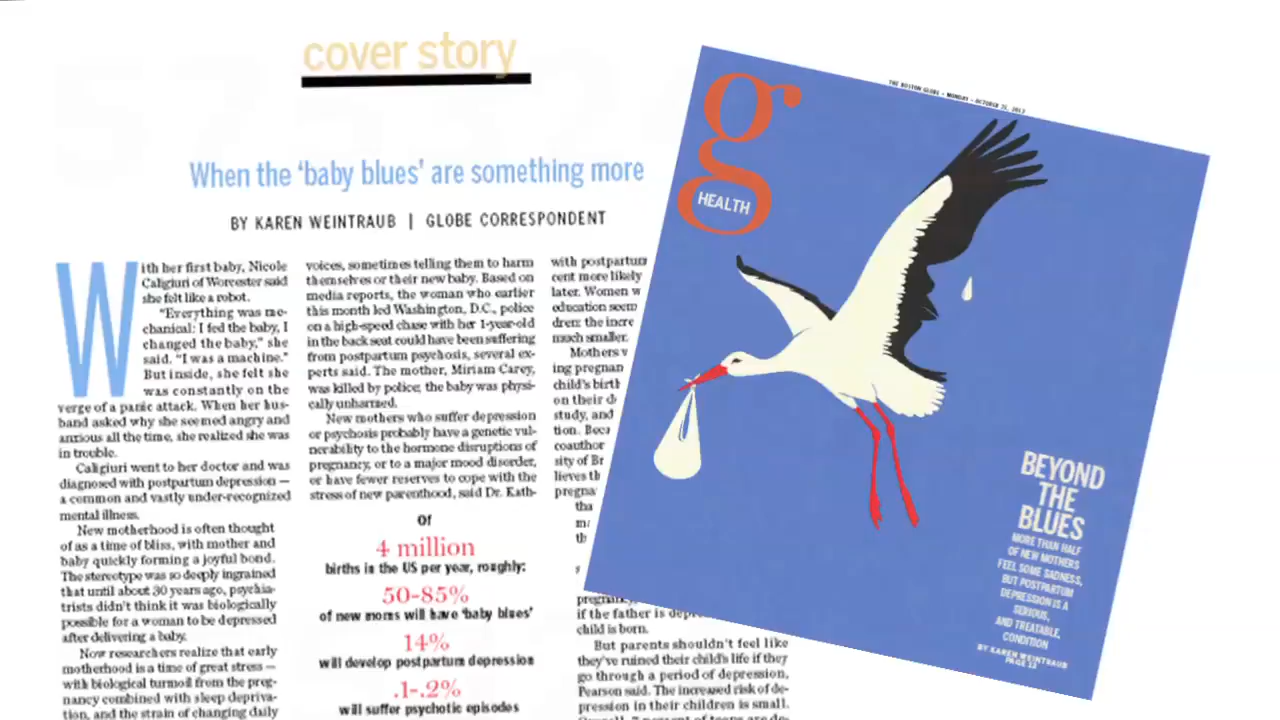 cover story
When the ‘baby blues’ are something more
BY KAREN WEINTRAUB | GLOBE CORRESPONDENT
With her first baby, Nicole
Caligiuri of Worcester said
she felt like a robot.
“Everything was me-
chanical: I fed the baby, I
changed the baby,” she
said. “I was a machine.”
But inside, she felt she
was constantly on the
verge of a panic attack. When her hus-
band asked why she seemed angry and
anxious all the time, she realized she was
in trouble.
Caligiuri went to her doctor and was
diagnosed with postpartum depression —
a common and vastly under-recognized
mental illness.
New motherhood is often thought
of as a time of bliss, with mother and
baby quickly forming a joyful bond.
The stereotype was so deeply ingrained
that until about 30 years ago, psychia-
trists didn’t think it was biologically
possible for a woman to be depressed
after delivering a baby.
Now researchers realize that early
motherhood is a time of great stress —
with biological turmoil from the preg-
nancy combined with sleep depriva-
tion, and the strain of changing daily
voices, sometimes telling them to harm
themselves or their new baby. Based on
media reports, the woman who earlier
this month led Washington, D.C., police
on a high-speed chase with her 1-year-old
in the back seat could have been suffering
from postpartum psychosis, several ex-
perts said. The mother, Miriam Carey,
was killed by police; the baby was physi-
cally unharmed.
New mothers who suffer depression
or psychosis probably have a genetic vul-
nerability to the hormone disruptions of
pregnancy, or to a major mood disorder,
or have fewer reserves to cope with the
stress of new parenthood, said Dr. Kath-
Of
4 million
births in the US per year, roughly:
50-85%
of new moms will have ‘baby blues’
14%
will develop postpartum depression
.1-.2%
will suffer psychotic episodes
with postpartum
cent more likely
later. Women w
education seem
dren: the incre
much smaller.
Mothers w
ing pregnan
child’s birth
on their de
study, and
tion. Beca
coauthor
sity of Br
lieves th
pregna
tha
th
pregnan
if the father is depr
child is born.
But parents shouldn’t feel like
they’ve ruined their child’s life if they
go through a period of depression,
Pearson said. The increased risk of de-
pression in their children is small.
THE BOSTON GLOBE • MONDAY • OCTOBER 21, 2013
g
HEALTH
BEYOND
THE
BLUES
MORE THAN HALF
OF NEW MOTHERS
FEEL SOME SADNESS,
BUT POSTPARTUM
DEPRESSION IS A
SERIOUS,
AND TREATABLE,
CONDITION
BY KAREN WEINTRAUB
PAGE 12